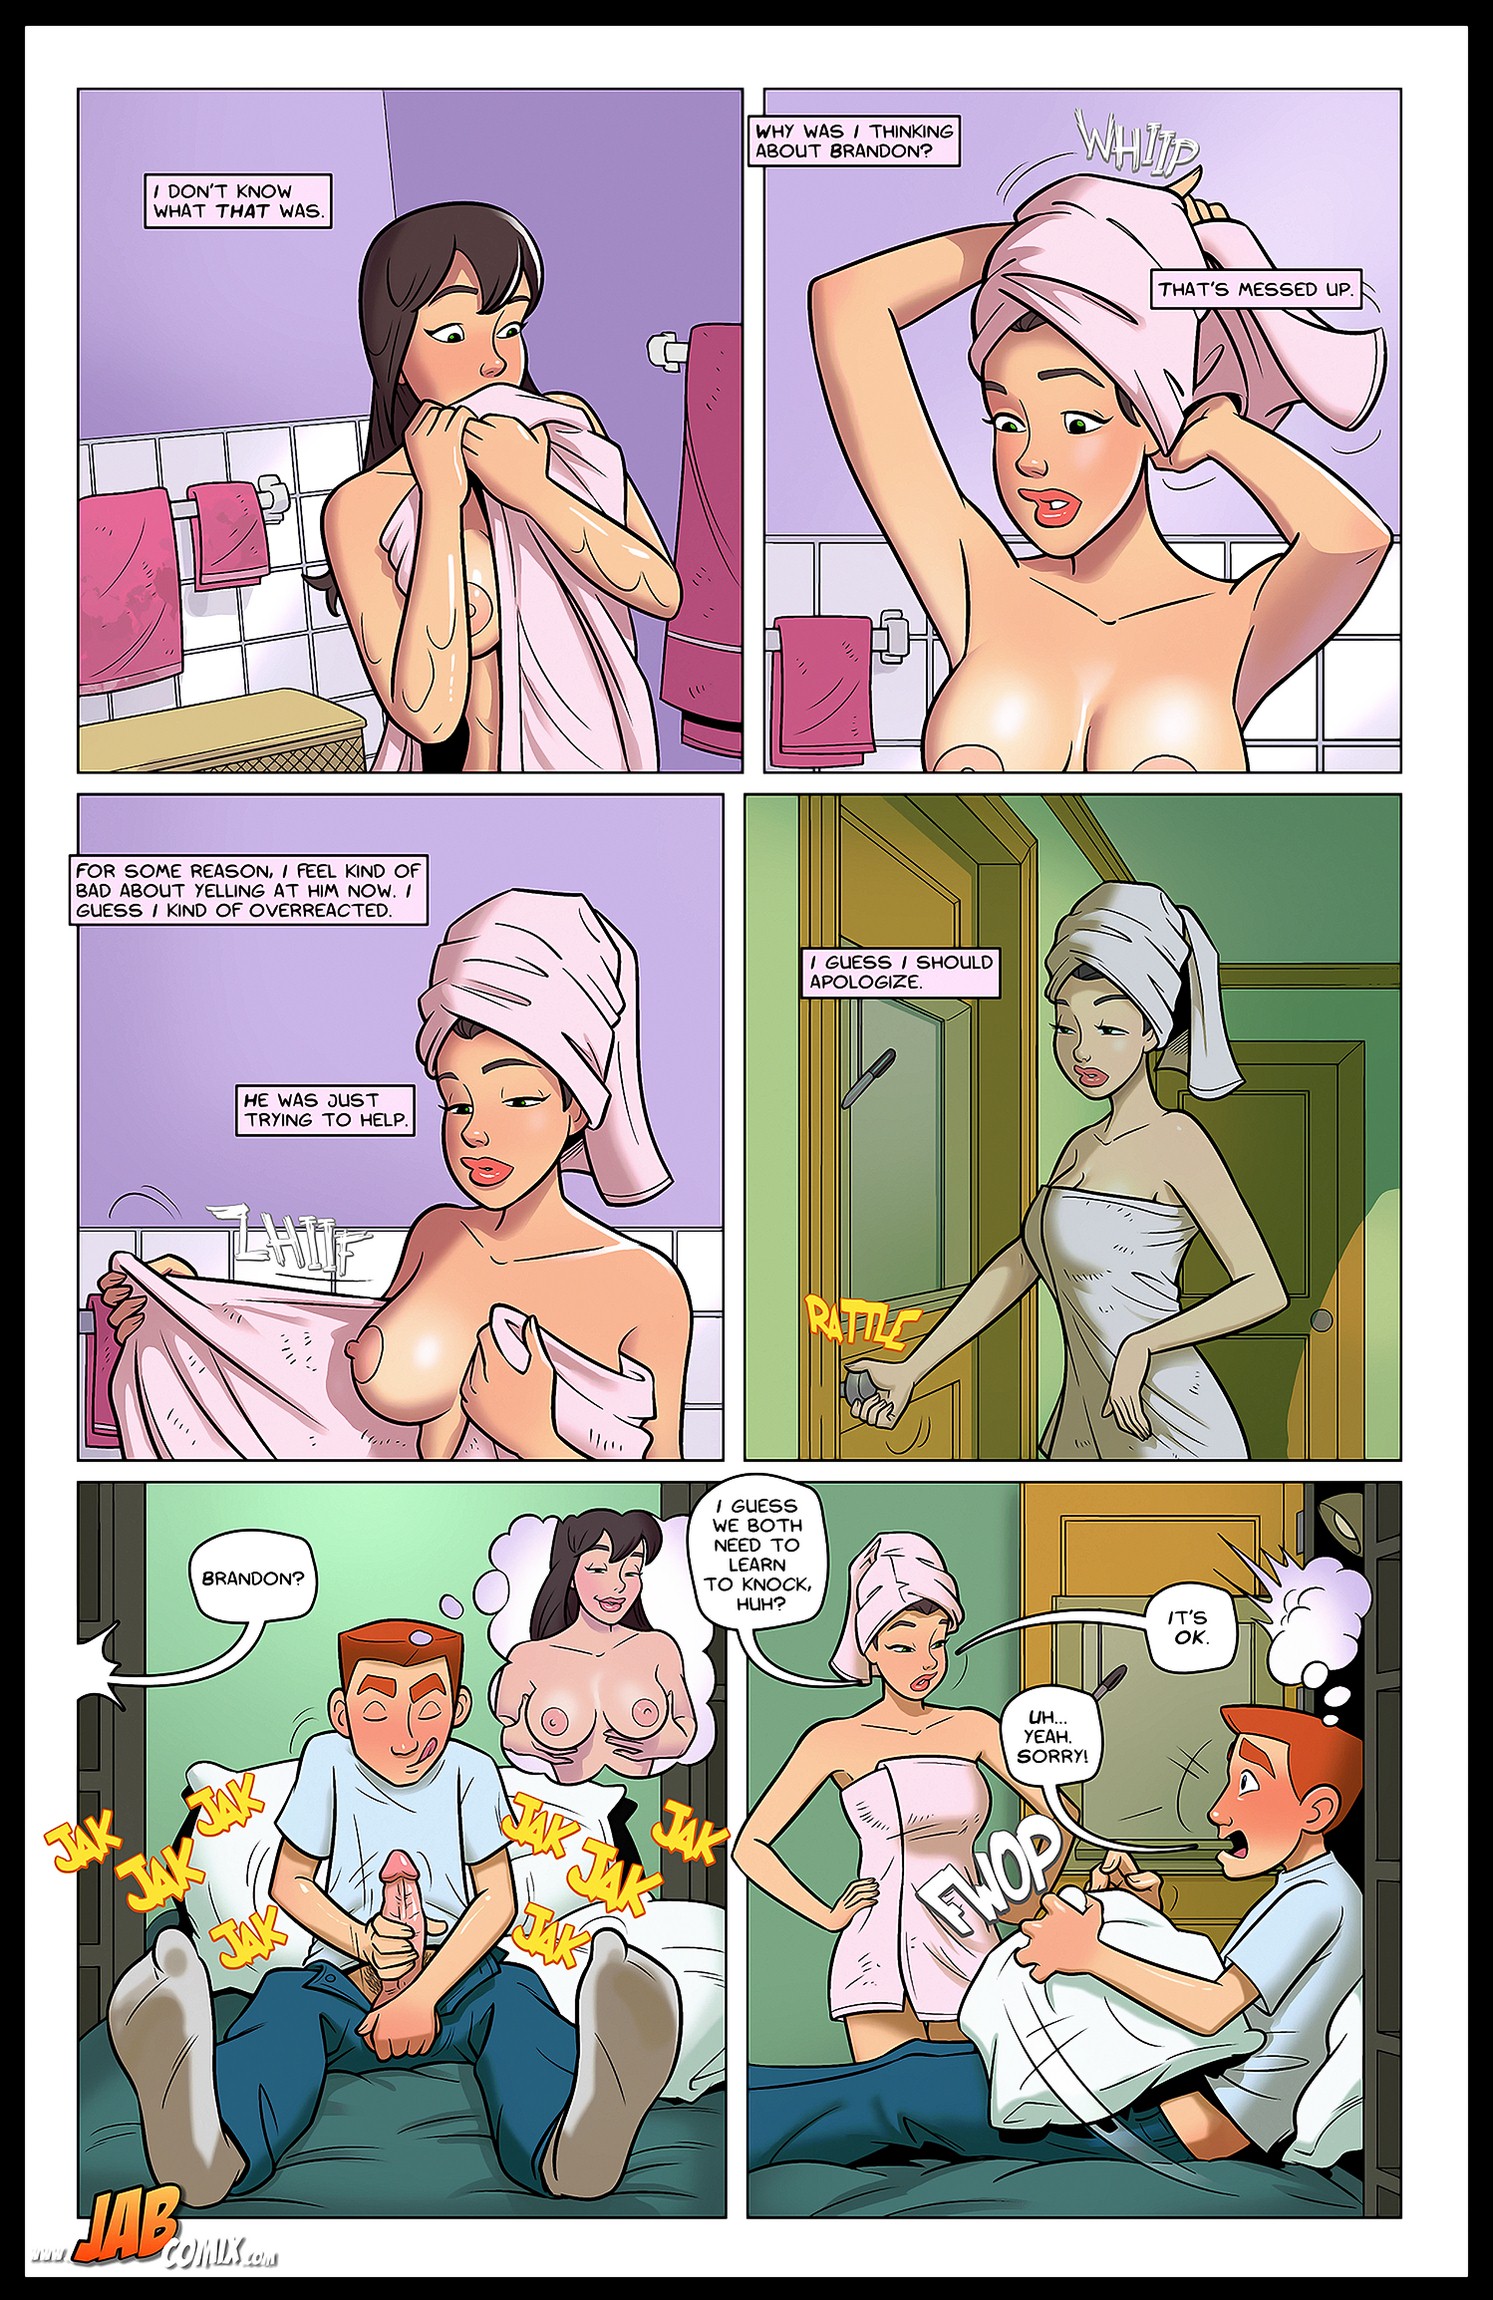 I DON'T KNOW
WHAT THAT WAS.
WHY WAS I THINKING
ABOUT BRANDON?
WHIIP
THAT'S MESSED UP.
FOR SOME REASON, I FEEL KIND OF
BAD ABOUT YELLING AT HIM NOW. I
GUESS I KIND OF OVERREACTED.
HE WAS JUST
TRYING TO HELP.
ZHIIF
I GUESS I SHOULD
APOLOGIZE.
RATTLE
BRANDON?
JAK
JAK
JAK
JAK
JAK
JAK
JAK
JAK
I GUESS
WE BOTH
NEED TO
LEARN
TO KNOCK,
HUH?
IT'S
OK.
UH...
YEAH.
SORRY!
FWOP
www.JABCOMIX.com